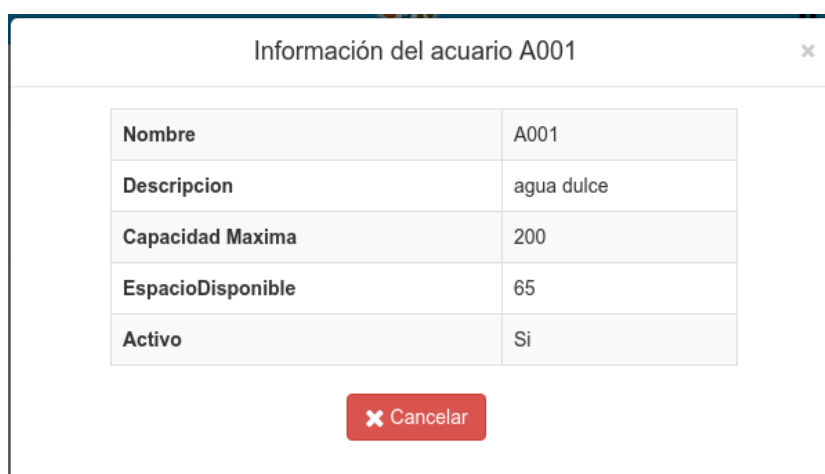 Información del acuario A001 ×
Nombre A001
Descripcion agua dulce
Capacidad Maxima 200
EspacioDisponible 65
Activo Si
Cancelar